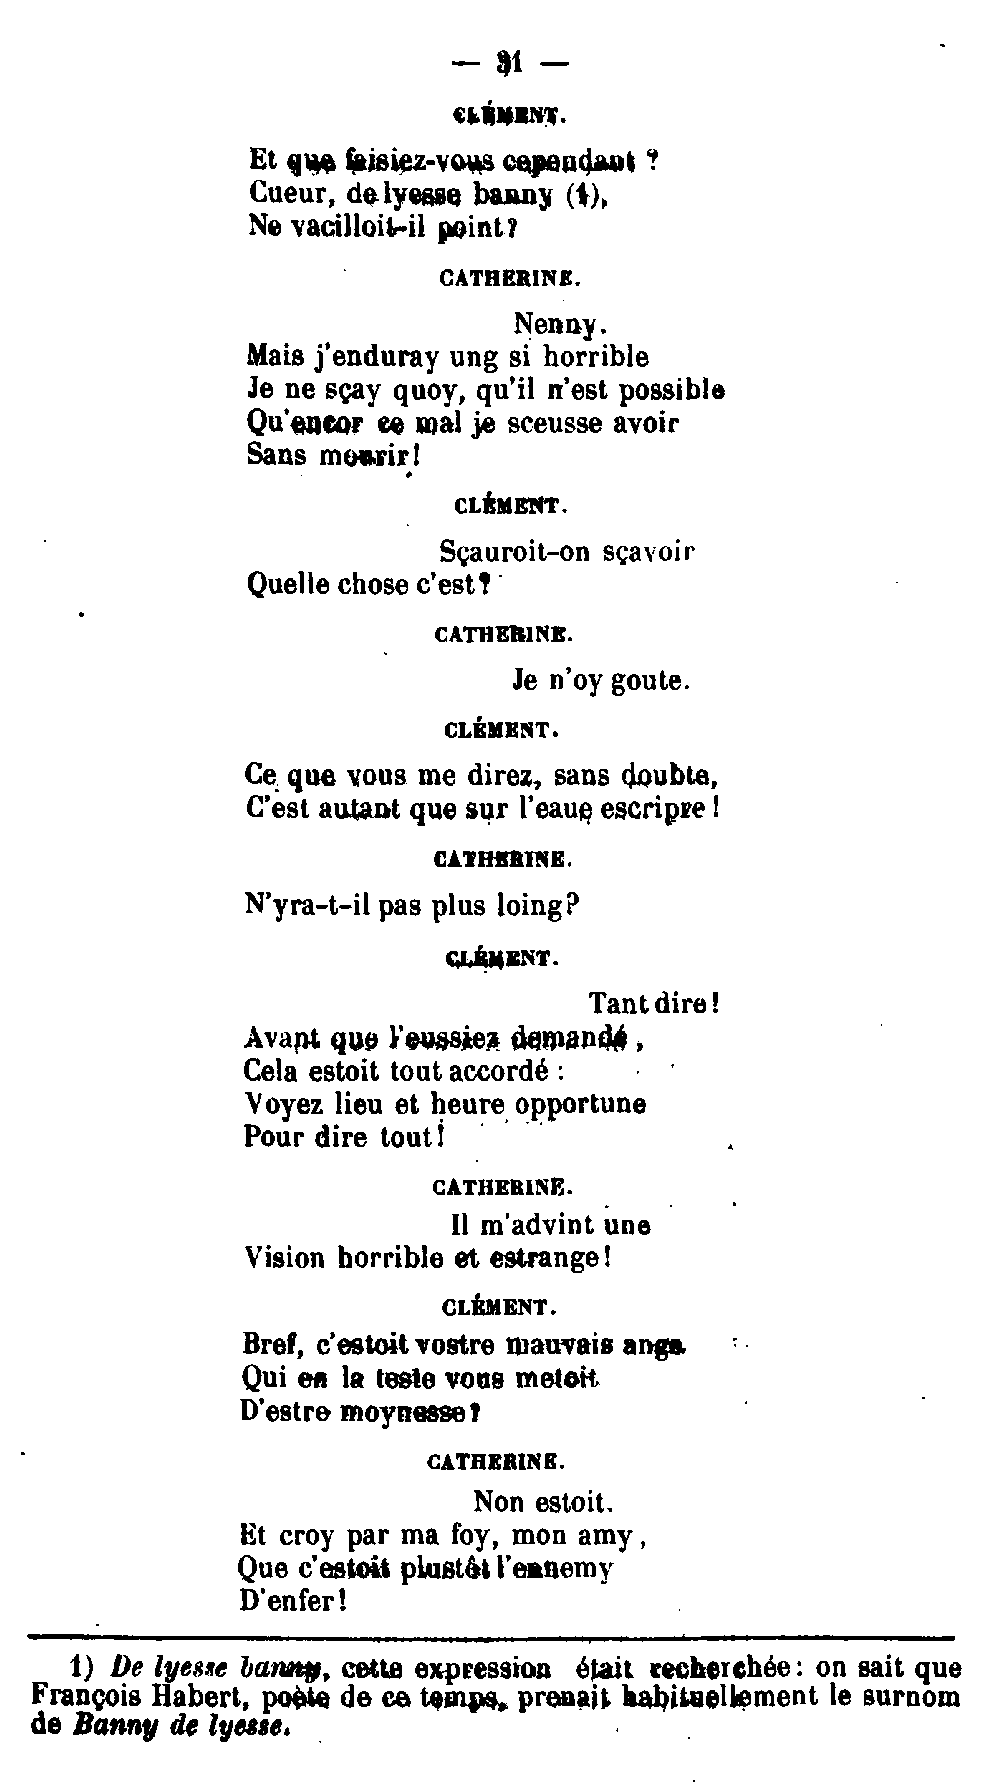 — 31 —
CLÉMENT.
Et que faisiez-vous cependant ?
Cueur, de lyesse banny (1),
Ne vacilloit-il point?
CATHERINE.
Nenny.
Mais j'enduray ung si horrible
Je ne sçay quoy, qu'il n'est possible
Qu'encor ce mal je sceusse avoir
Sans mourir!
CLÉMENT.
Sçauroit-on sçavoir
Quelle chose c'est?
CATHERINE.
Je n'oy goute.
CLÉMENT.
Ce que vous me direz, sans doubte,
C'est autant que sur l'eaue escripre !
CATHERINE.
N'yra-t-il pas plus loing?
CLÉMENT.
Tant dire!
Avant que l'eussiez demandé,
Cela estoit tout accordé :
Voyez lieu et heure opportune
Pour dire tout!
CATHERINE.
Il m'advint une
Vision horrible et estrange!
CLÉMENT.
Bref, c'estoit vostre mauvais ange
Qui en la teste vous metoit
D'estre moynesse?
CATHERINE.
Non estoit.
Et croy par ma foy, mon amy,
Que c'estoit plustôt l'ennemy
D'enfer!
1) De lyesse banny, cette expression était recherchée: on sait que
François Habert, poète de ce temps, prenait habituellement le surnom
de Banny de lyesse.